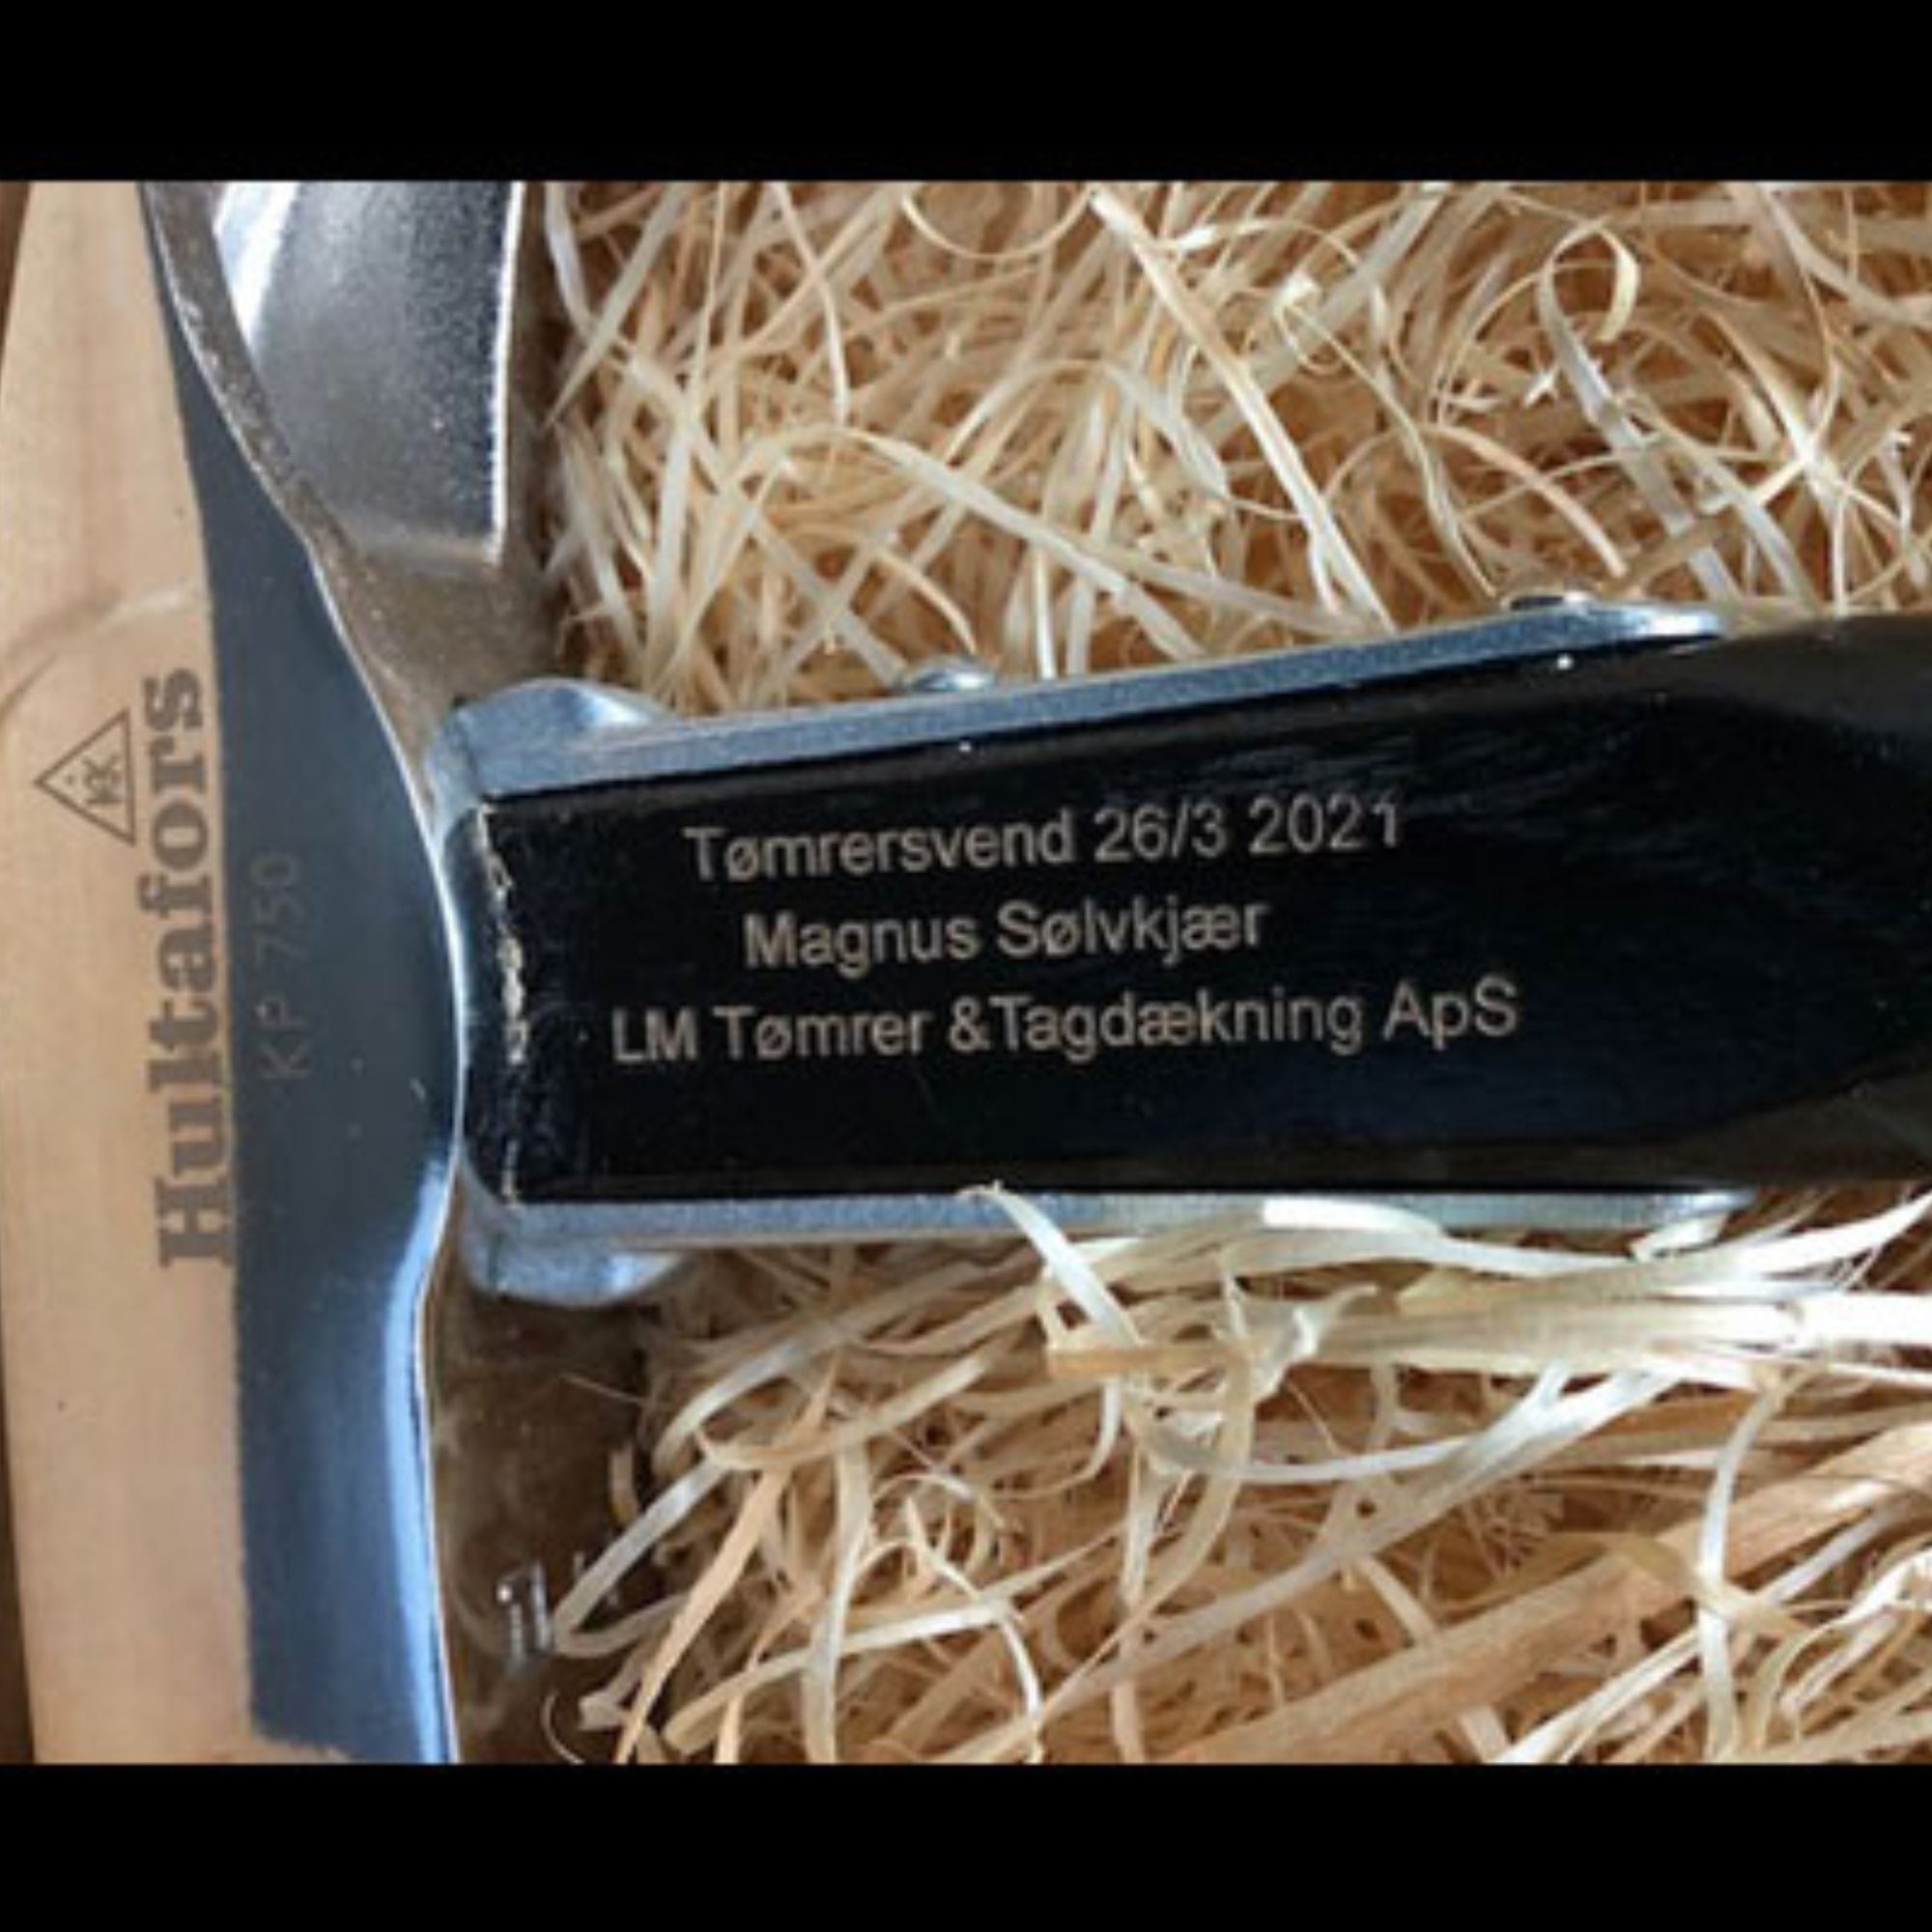 Tømrersvend 26/3 2021
Magnus Sølvkjær
LM Tømrer &Tagdækning ApS
Hultafors
KP 750